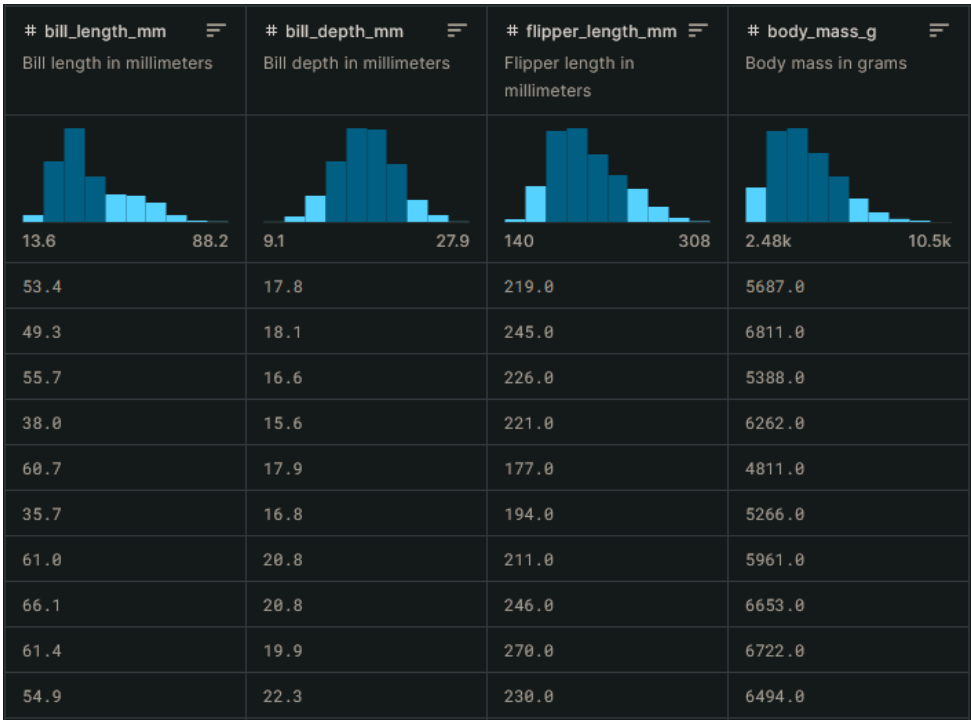 # bill_length_mm # bill_depth_mm # flipper_length_mm # body_mass_g
Bill length in millimeters Bill depth in millimeters Flipper length in Body mass in grams
millimeters
13.6 88.2 9.1 27.9 140 308 2.48k 10.5k
53.4 17.8 219.0 5687.0
49.3 18.1 245.0 6811.0
55.7 16.6 226.0 5388.0
38.0 15.6 221.0 6262.0
60.7 17.9 177.0 4811.0
35.7 16.8 194.0 5266.0
61.0 20.8 211.0 5961.0
66.1 20.8 246.0 6653.0
61.4 19.9 270.0 6722.0
54.9 22.3 230.0 6494.0